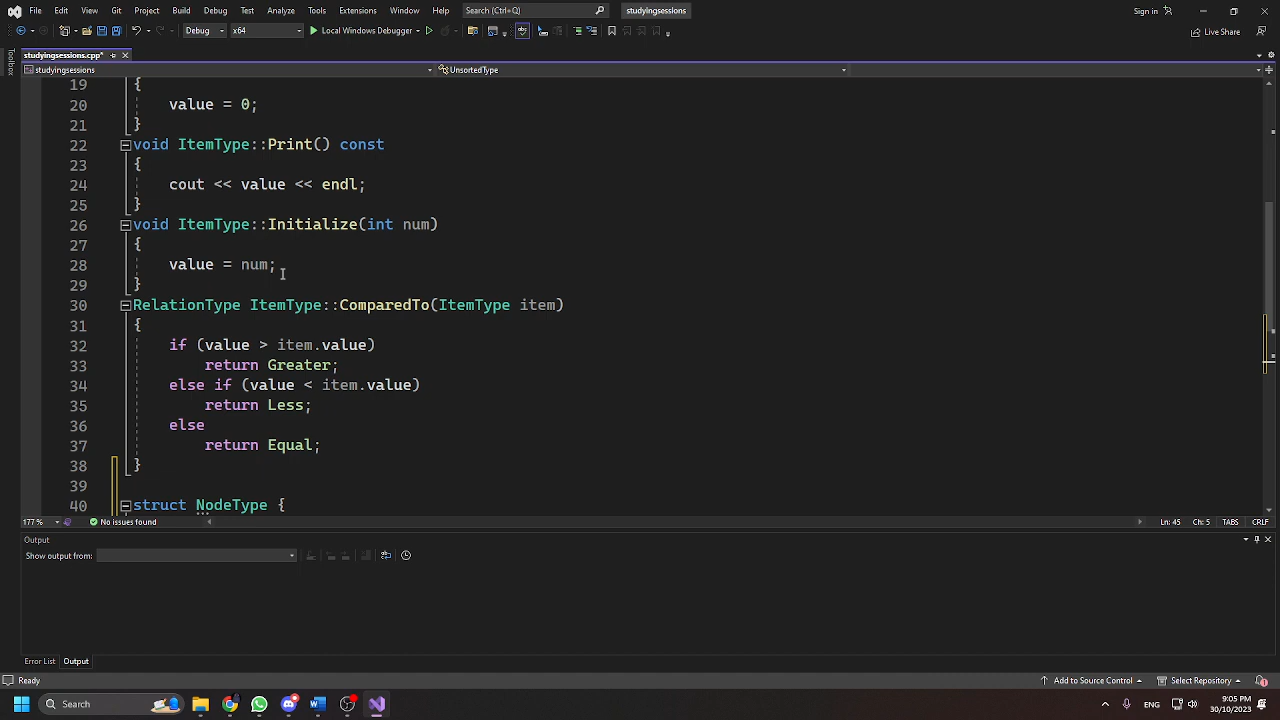 File Edit View Git Project Build Debug Test Analyze Tools Extensions Window Help Search (Ctrl+Q) studyingsessions Sign in
Debug x64 Local Windows Debugger Live Share
Toolbox
studyingsessions.cpp*
studyingsessions UnsortedType
19 {
20 value = 0;
21 }
22 void ItemType::Print() const
23 {
24 cout << value << endl;
25 }
26 void ItemType::Initialize(int num)
27 {
28 value = num;
29 }
30 RelationType ItemType::ComparedTo(ItemType item)
31 {
32 if (value > item.value)
33 return Greater;
34 else if (value < item.value)
35 return Less;
36 else
37 return Equal;
38 }
39
40 struct NodeType {
177 % No issues found Ln: 45 Ch: 5 TABS CRLF
Output
Show output from:
Error List Output
Ready Add to Source Control Select Repository
Search ENG 9:05 PM
30/10/2023